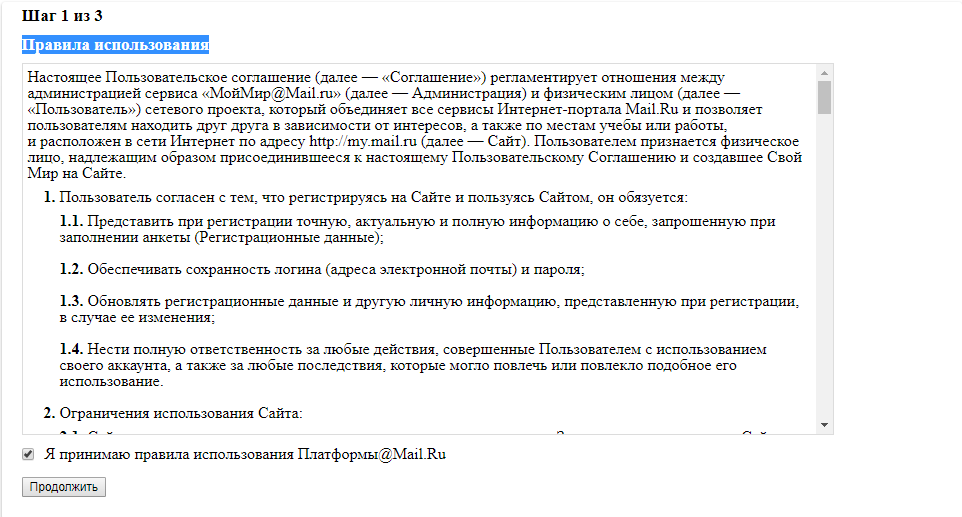 Шаг 1 из 3
Правила использования
Настоящее Пользовательское соглашение (далее — «Соглашение») регламентирует отношения между
администрацией сервиса «МойМир@Mail.ru» (далее — Администрация) и физическим лицом (далее —
«Пользователь») сетевого проекта, который объединяет все сервисы Интернет-портала Mail.Ru и позволяет
пользователям находить друг друга в зависимости от интересов, а также по местам учебы или работы,
и расположен в сети Интернет по адресу http://my.mail.ru (далее — Сайт). Пользователем признается физическое
лицо, надлежащим образом присоединившееся к настоящему Пользовательскому Соглашению и создавшее Свой
Мир на Сайте.
1. Пользователь согласен с тем, что регистрируясь на Сайте и пользуясь Сайтом, он обязуется:
1.1. Представить при регистрации точную, актуальную и полную информацию о себе, запрошенную при
заполнении анкеты (Регистрационные данные);
1.2. Обеспечивать сохранность логина (адреса электронной почты) и пароля;
1.3. Обновлять регистрационные данные и другую личную информацию, представленную при регистрации,
в случае ее изменения;
1.4. Нести полную ответственность за любые действия, совершенные Пользователем с использованием
своего аккаунта, а также за любые последствия, которые могло повлечь или повлекло подобное его
использование.
2. Ограничения использования Сайта:
Я принимаю правила использования Платформы@Mail.Ru
Продолжить